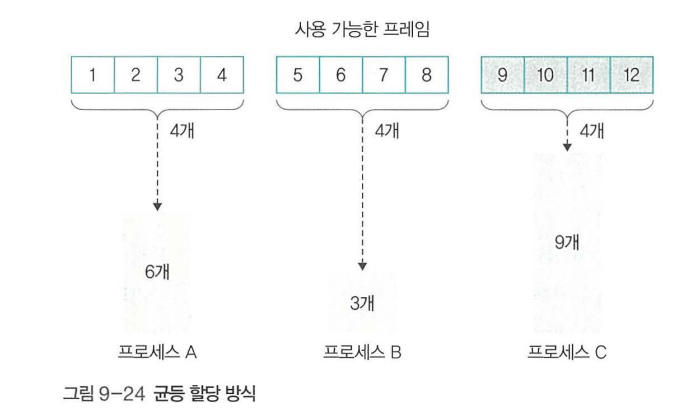 사용 가능한 프레임
1 2 3 4 5 6 7 8 9 10 11 12
4개 4개 4개
6개 3개 9개
프로세스 A 프로세스 B 프로세스 C
그림 9-24 균등 할당 방식